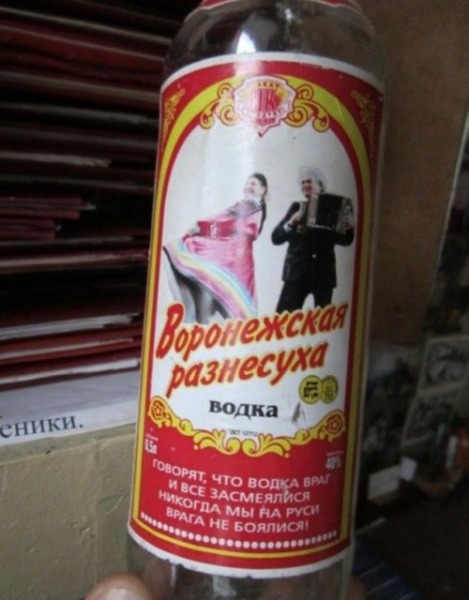 Воронежская
разнесуха
водка
0,5л
40%
ГОВОРЯТ, ЧТО ВОДКА ВРАГ
И ВСЕ ЗАСМЕЯЛИСЯ
НИКОГДА МЫ НА РУСИ
ВРАГА НЕ БОЯЛИСЯ!
еники.